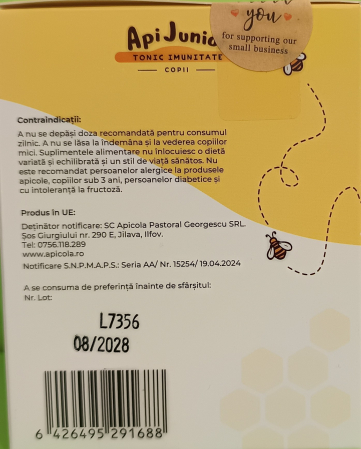 you
for supporting our
small business
Api Junio
TONIC IMUNITATE
COPII
Contraindicații:
A nu se depăși doza recomandată pentru consumul
zilnic. A nu se lăsa la îndemâna și la vederea copiilor
mici. Suplimentele alimentare nu înlocuiesc o dietă
variată și echilibrată și un stil de viață sănătos. Nu
este recomandat persoanelor alergice la produsele
apicole, copiilor sub 3 ani, persoanelor diabetice și
cu intoleranță la fructoză.
Produs în UE:
Deținător notificare: SC Apicola Pastoral Georgescu SRL.
Șos Giurgiului nr. 290 E, Jilava, Ilfov.
Tel: 0756.118.289
www.apicola.ro
Notificare S.N.P.M.A.P.S.: Seria AA/ Nr. 15254/ 19.04.2024
A se consuma de preferință înainte de sfârșitul:
Nr. Lot:
L7356
08/2028
6 426495 291688